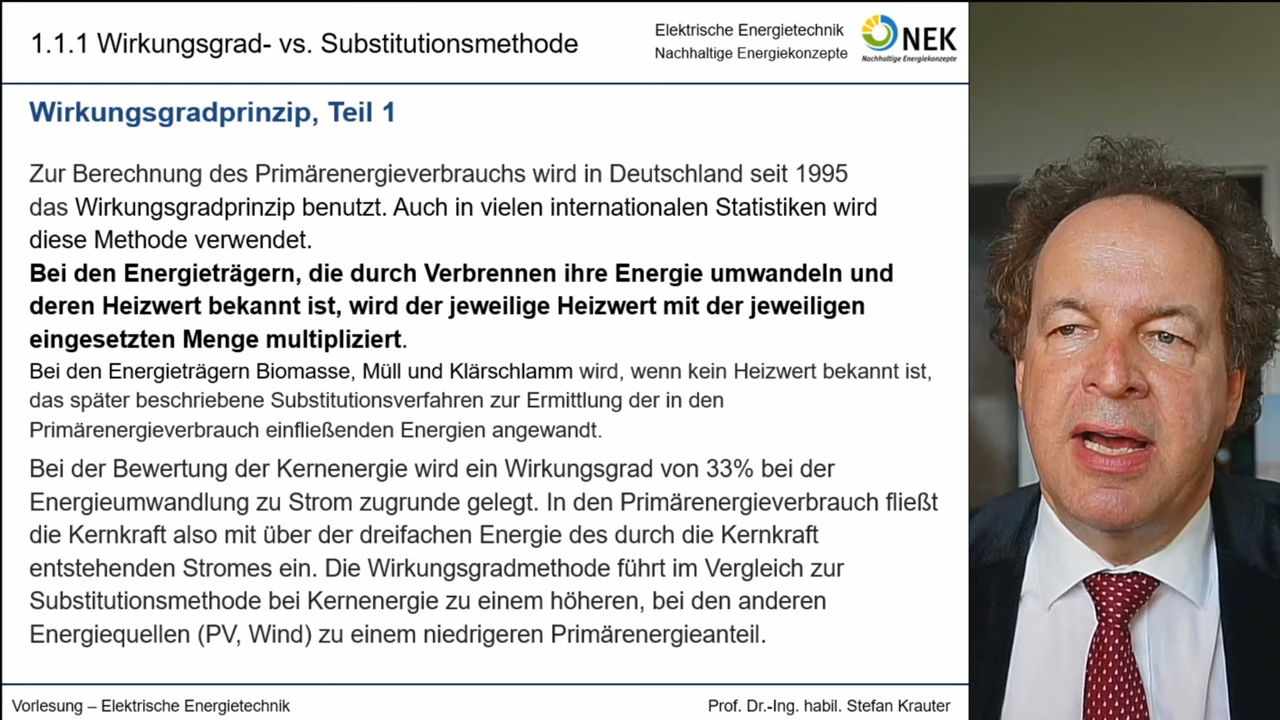 1.1.1 Wirkungsgrad- vs. Substitutionsmethode
Elektrische Energietechnik
Nachhaltige Energiekonzepte
NEK
Nachhaltige Energiekonzepte
Wirkungsgradprinzip, Teil 1
Zur Berechnung des Primärenergieverbrauchs wird in Deutschland seit 1995
das Wirkungsgradprinzip benutzt. Auch in vielen internationalen Statistiken wird
diese Methode verwendet.
Bei den Energieträgern, die durch Verbrennen ihre Energie umwandeln und
deren Heizwert bekannt ist, wird der jeweilige Heizwert mit der jeweiligen
eingesetzten Menge multipliziert.
Bei den Energieträgern Biomasse, Müll und Klärschlamm wird, wenn kein Heizwert bekannt ist,
das später beschriebene Substitutionsverfahren zur Ermittlung der in den
Primärenergieverbrauch einfließenden Energien angewandt.
Bei der Bewertung der Kernenergie wird ein Wirkungsgrad von 33% bei der
Energieumwandlung zu Strom zugrunde gelegt. In den Primärenergieverbrauch fließt
die Kernkraft also mit über der dreifachen Energie des durch die Kernkraft
entstehenden Stromes ein. Die Wirkungsgradmethode führt im Vergleich zur
Substitutionsmethode bei Kernenergie zu einem höheren, bei den anderen
Energiequellen (PV, Wind) zu einem niedrigeren Primärenergieanteil.
Vorlesung – Elektrische Energietechnik
Prof. Dr.-Ing. habil. Stefan Krauter